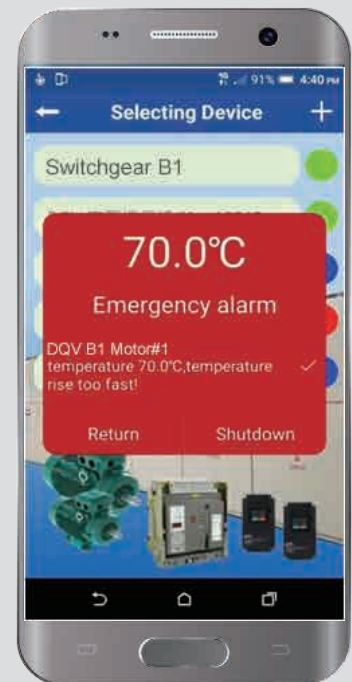 91% 4:40 PM
Selecting Device
Switchgear B1
70.0℃
Emergency alarm
DQV B1 Motor#1
temperature 70.0℃,temperature
rise too fast!
Return Shutdown